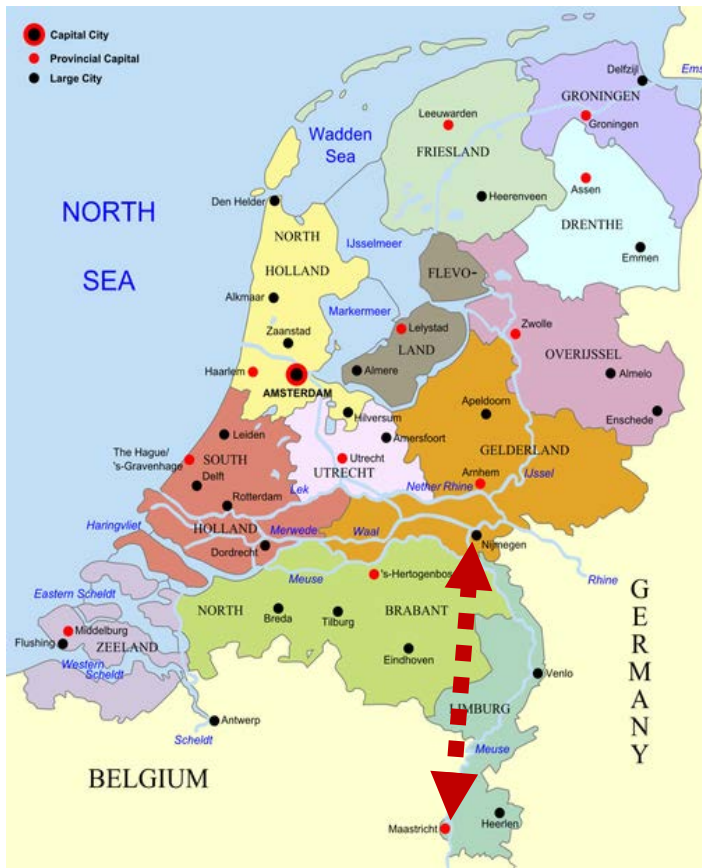 Capital City
Provincial Capital
Large City
Delfzijl
Ems
GRONINGEN
Leeuwarden
Groningen
Wadden
Sea
FRIESLAND
Assen
Den Helder
Heerenveen
NORTH
SEA
DRENTHE
NORTH
HOLLAND
IJsselmeer
Emmen
FLEVO-
Alkmaar
Markermeer
Zaanstad
Lelystad
Zwolle
LAND
OVERIJSSEL
Haarlem
Almere
Almelo
AMSTERDAM
Apeldoorn
Hilversum
Enschede
Leiden
Amersfoort
GELDERLAND
The Hague/
's-Gravenhage
SOUTH
Utrecht
UTRECHT
Delft
Arnhem
IJssel
Lek
Nether Rhine
Rotterdam
Haringvliet
HOLLAND
Merwede
Waal
Nijmegen
Dordrecht
Meuse
's-Hertogenbos
Rhine
Eastern Scheldt
NORTH
BRABANT
Breda
Tilburg
Middelburg
Flushing
ZEELAND
Eindhoven
Western
Scheldt
Venlo
GERMANY
LIMBURG
Antwerp
Scheldt
Meuse
BELGIUM
Maastricht
Heerlen